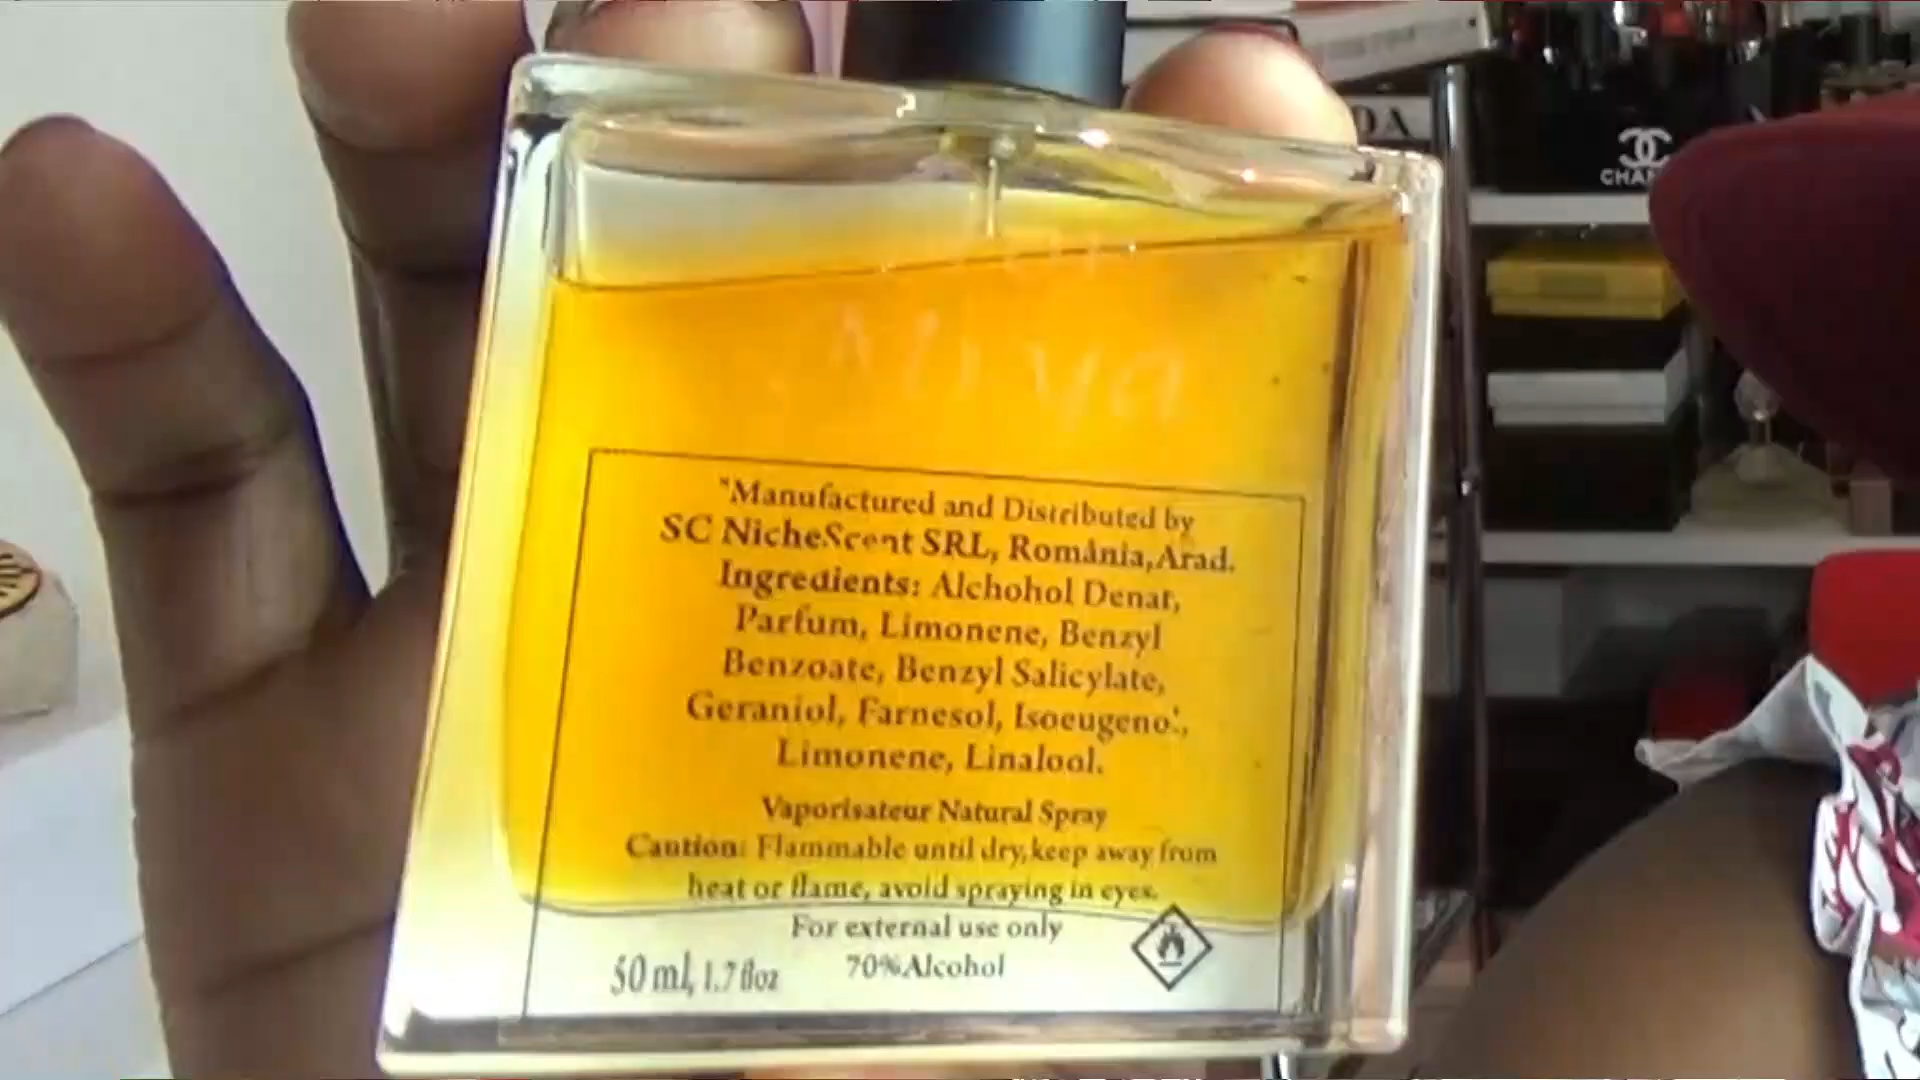 "Manufactured and Distributed by
SC NicheScent SRL, România, Arad.
Ingredients: Alchohol Denat,
Parfum, Limonene, Benzyl
Benzoate, Benzyl Salicylate,
Geraniol, Farnesol, Isoeugenol,
Limonene, Linalool.
Vaporisateur Natural Spray
Caution: Flammable until dry,keep away from
heat or flame, avoid spraying in eyes.
For external use only
70%Alcohol
50 ml, 1.7 floz